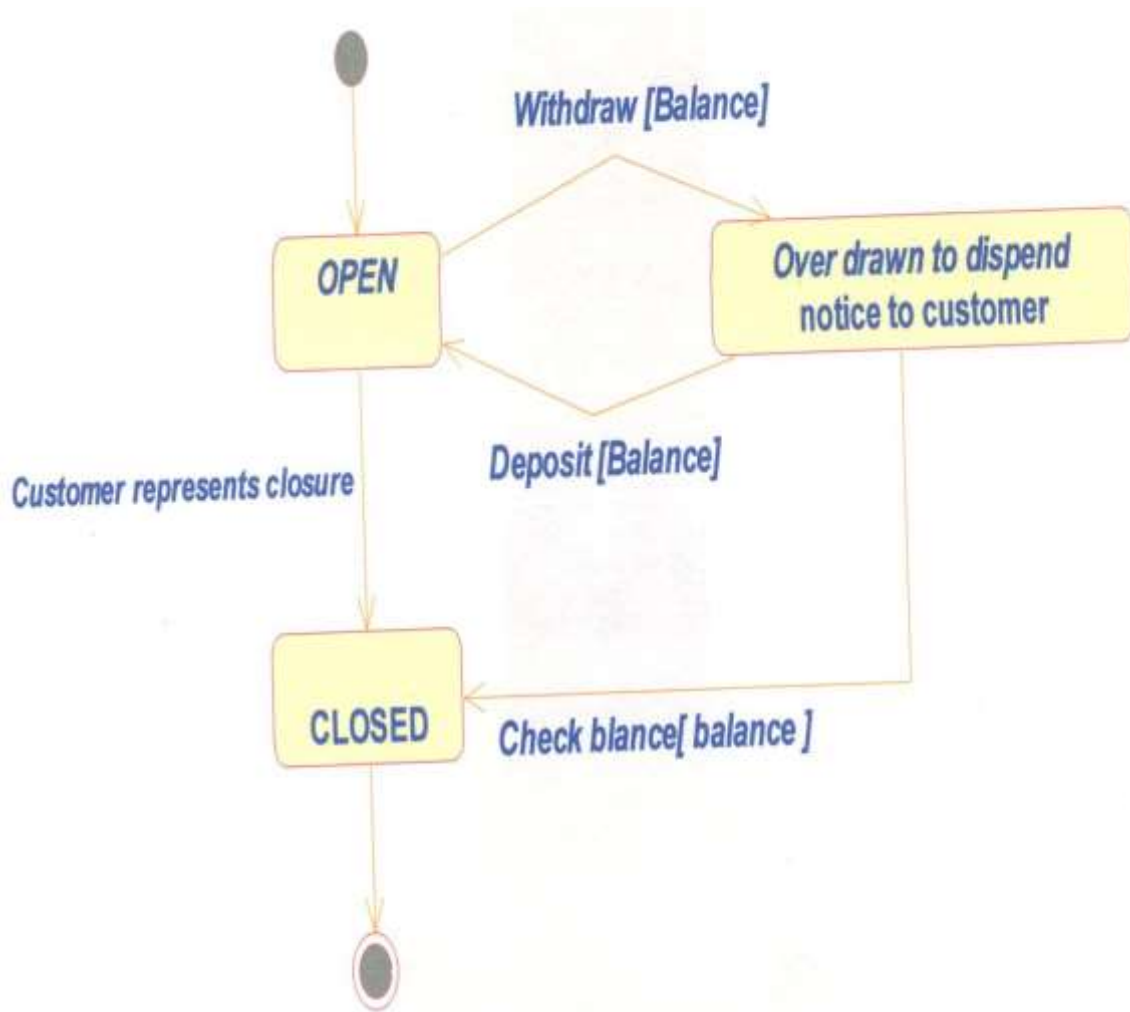 Withdraw [Balance]
OPEN
Over drawn to dispend
notice to customer
Deposit [Balance]
Customer represents closure
CLOSED
Check blance[ balance ]